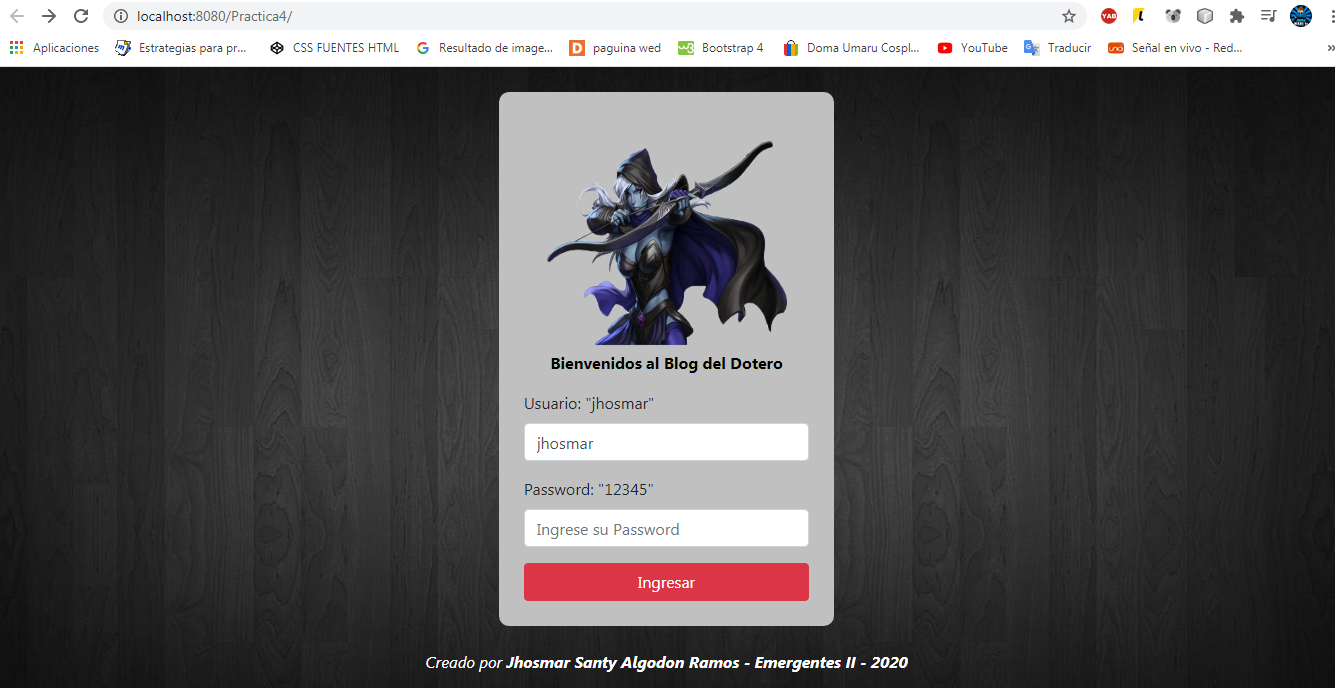 localhost:8080/Practica4/
YAB
Aplicaciones Estrategias para pr... CSS FUENTES HTML Resultado de image... paguina wed Bootstrap 4 Doma Umaru Cospl... YouTube Traducir Señal en vivo - Red... »
Bienvenidos al Blog del Dotero
Usuario: "jhosmar"
jhosmar
Password: "12345"
Ingrese su Password
Ingresar
Creado por Jhosmar Santy Algodon Ramos - Emergentes II - 2020